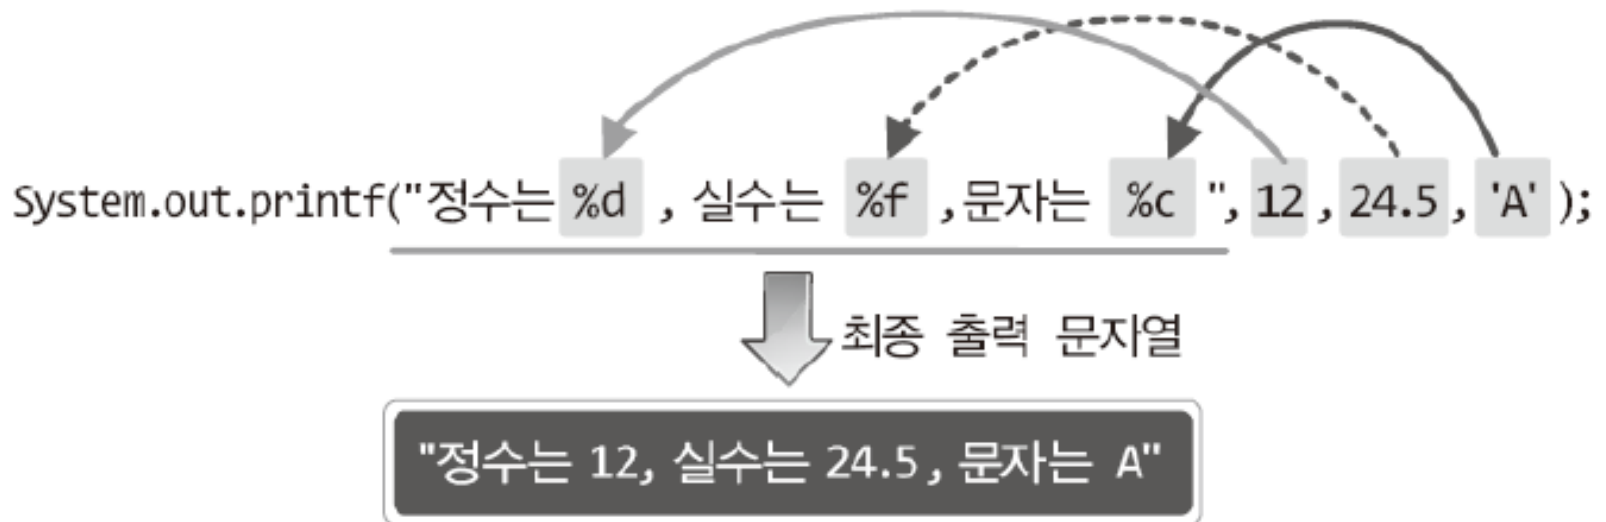 System.out.printf("정수는 %d , 실수는 %f ,문자는 %c ", 12 , 24.5 , 'A' );
최종 출력 문자열
"정수는 12, 실수는 24.5, 문자는 A"